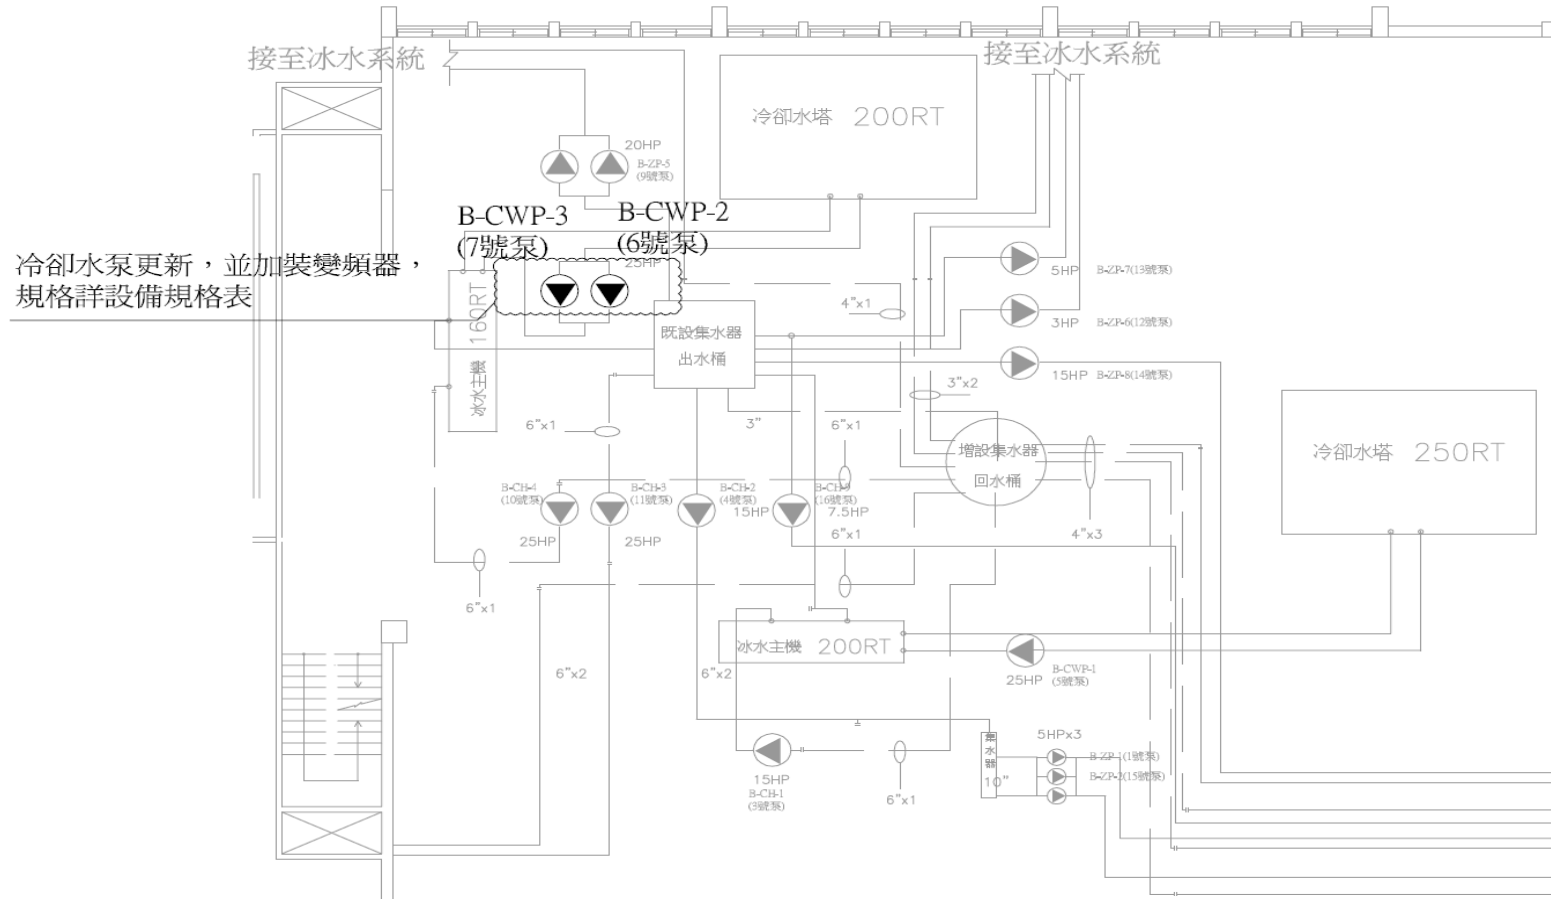 接至冰水系統
接至冰水系統
冷卻水塔 200RT
20HP
B-ZP-5
(9號泵)
B-CWP-3
(7號泵)
B-CWP-2
(6號泵)
25HP
冷卻水泵更新，並加裝變頻器，
規格詳設備規格表
冰水主機 160RT
既設集水器
出水桶
4"x1
5HP
B-ZP-7(13號泵)
3HP
B-ZP-6(12號泵)
15HP
B-ZP-8(14號泵)
3"x2
6"x1
3"
6"x1
增設集水器
回水桶
冷卻水塔 250RT
B-CH-4
(10號泵)
B-CH-3
(11號泵)
B-CH-2
(4號泵)
B-CH-9
(16號泵)
15HP
7.5HP
25HP
25HP
6"x1
4"x3
6"x1
冰水主機 200RT
6"x2
6"x2
25HP
B-CWP-1
(5號泵)
5HPx3
集水器
10"
B-ZP-1(1號泵)
B-ZP-2(15號泵)
15HP
B-CH-1
(3號泵)
6"x1